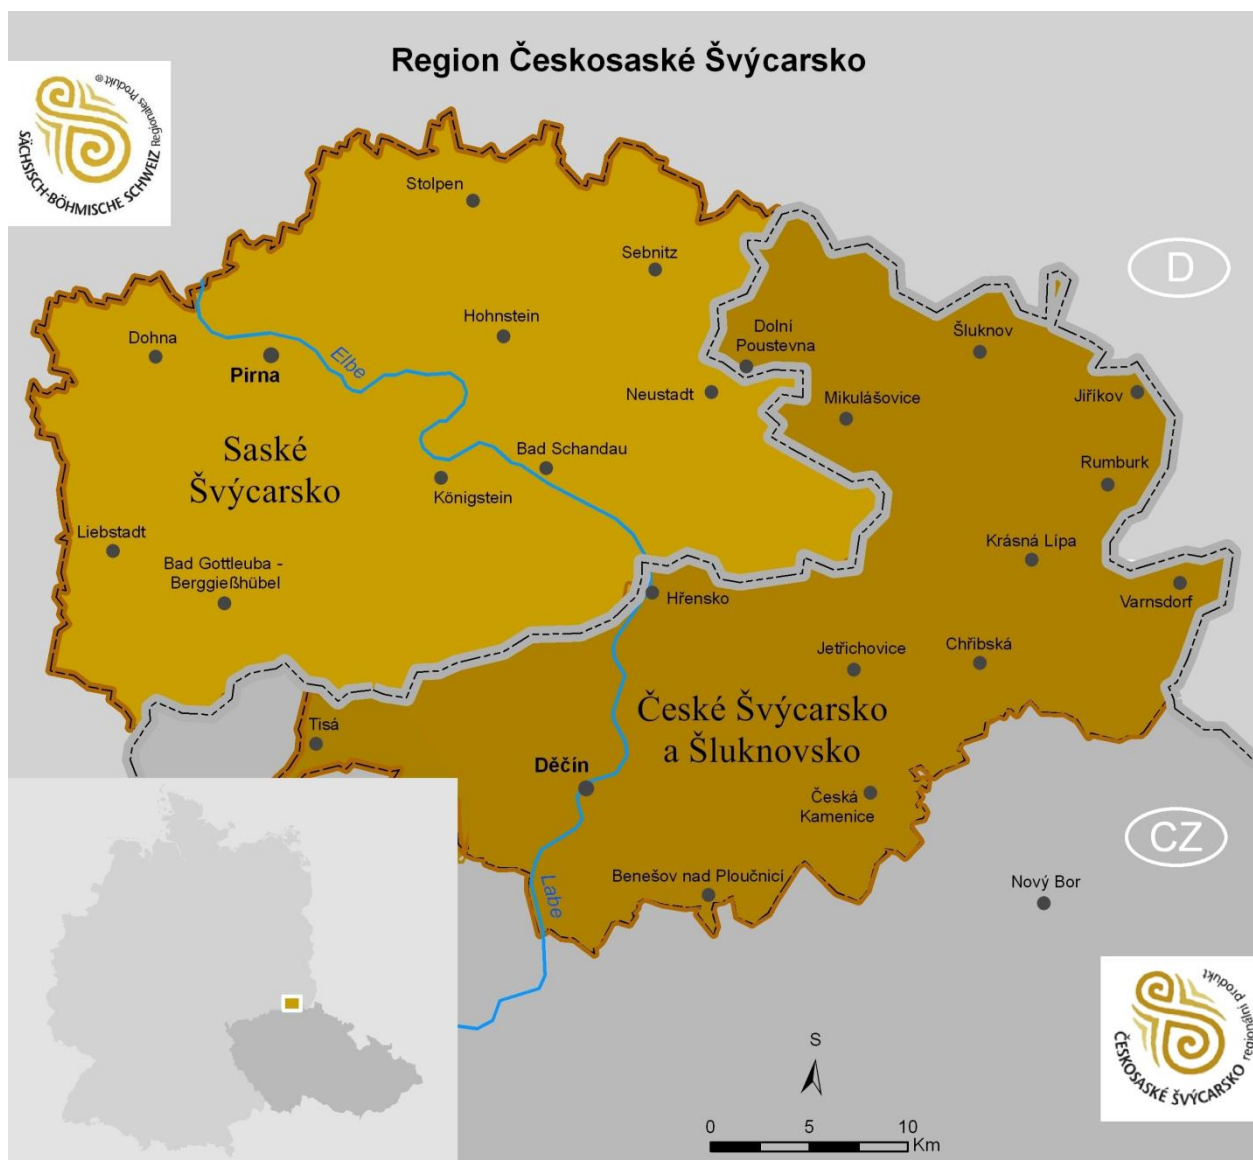 Region Českosaské Švýcarsko
SÄCHSISCH-BÖHMISCHE SCHWEIZ Regionales Produkt ®
Stolpen
Sebnitz
D
Hohnstein
Dolní
Poustevna
Šluknov
Dohna
Pirna
Elbe
Neustadt
Mikulášovice
Jiříkov
Saské
Švýcarsko
Bad Schandau
Königstein
Rumburk
Liebstadt
Bad Gottleuba -
Berggießhübel
Krásná Lípa
Hřensko
Varnsdorf
Jetřichovice
Chřibská
Tisá
České Švýcarsko
a Šluknovsko
Děčín
Česká
Kamenice
CZ
Benešov nad Ploučnicí
Labe
Nový Bor
ČESKOSASKÉ ŠVÝCARSKO regionální produkt
S
0 5 10
Km